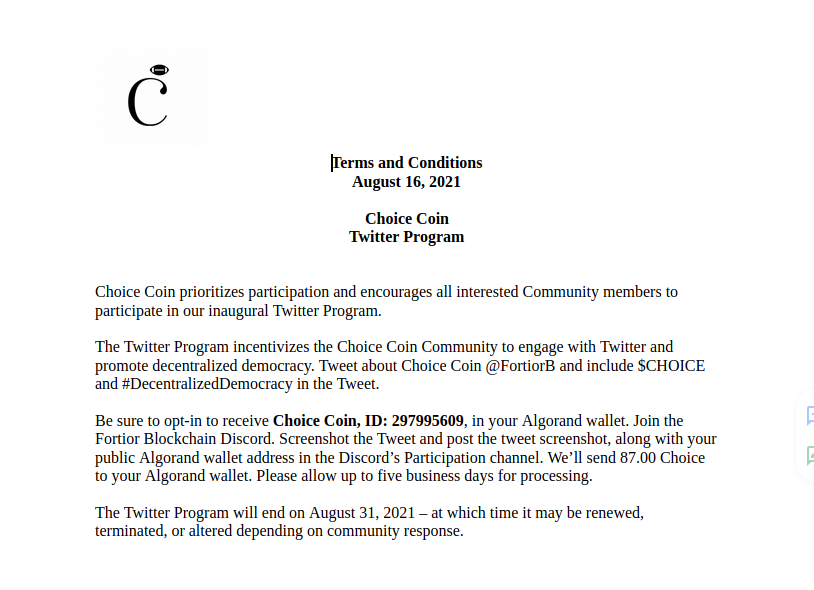 C
Terms and Conditions
August 16, 2021
Choice Coin
Twitter Program
Choice Coin prioritizes participation and encourages all interested Community members to
participate in our inaugural Twitter Program.
The Twitter Program incentivizes the Choice Coin Community to engage with Twitter and
promote decentralized democracy. Tweet about Choice Coin @FortiorB and include $CHOICE
and #DecentralizedDemocracy in the Tweet.
Be sure to opt-in to receive Choice Coin, ID: 297995609, in your Algorand wallet. Join the
Fortior Blockchain Discord. Screenshot the Tweet and post the tweet screenshot, along with your
public Algorand wallet address in the Discord’s Participation channel. We’ll send 87.00 Choice
to your Algorand wallet. Please allow up to five business days for processing.
The Twitter Program will end on August 31, 2021 – at which time it may be renewed,
terminated, or altered depending on community response.